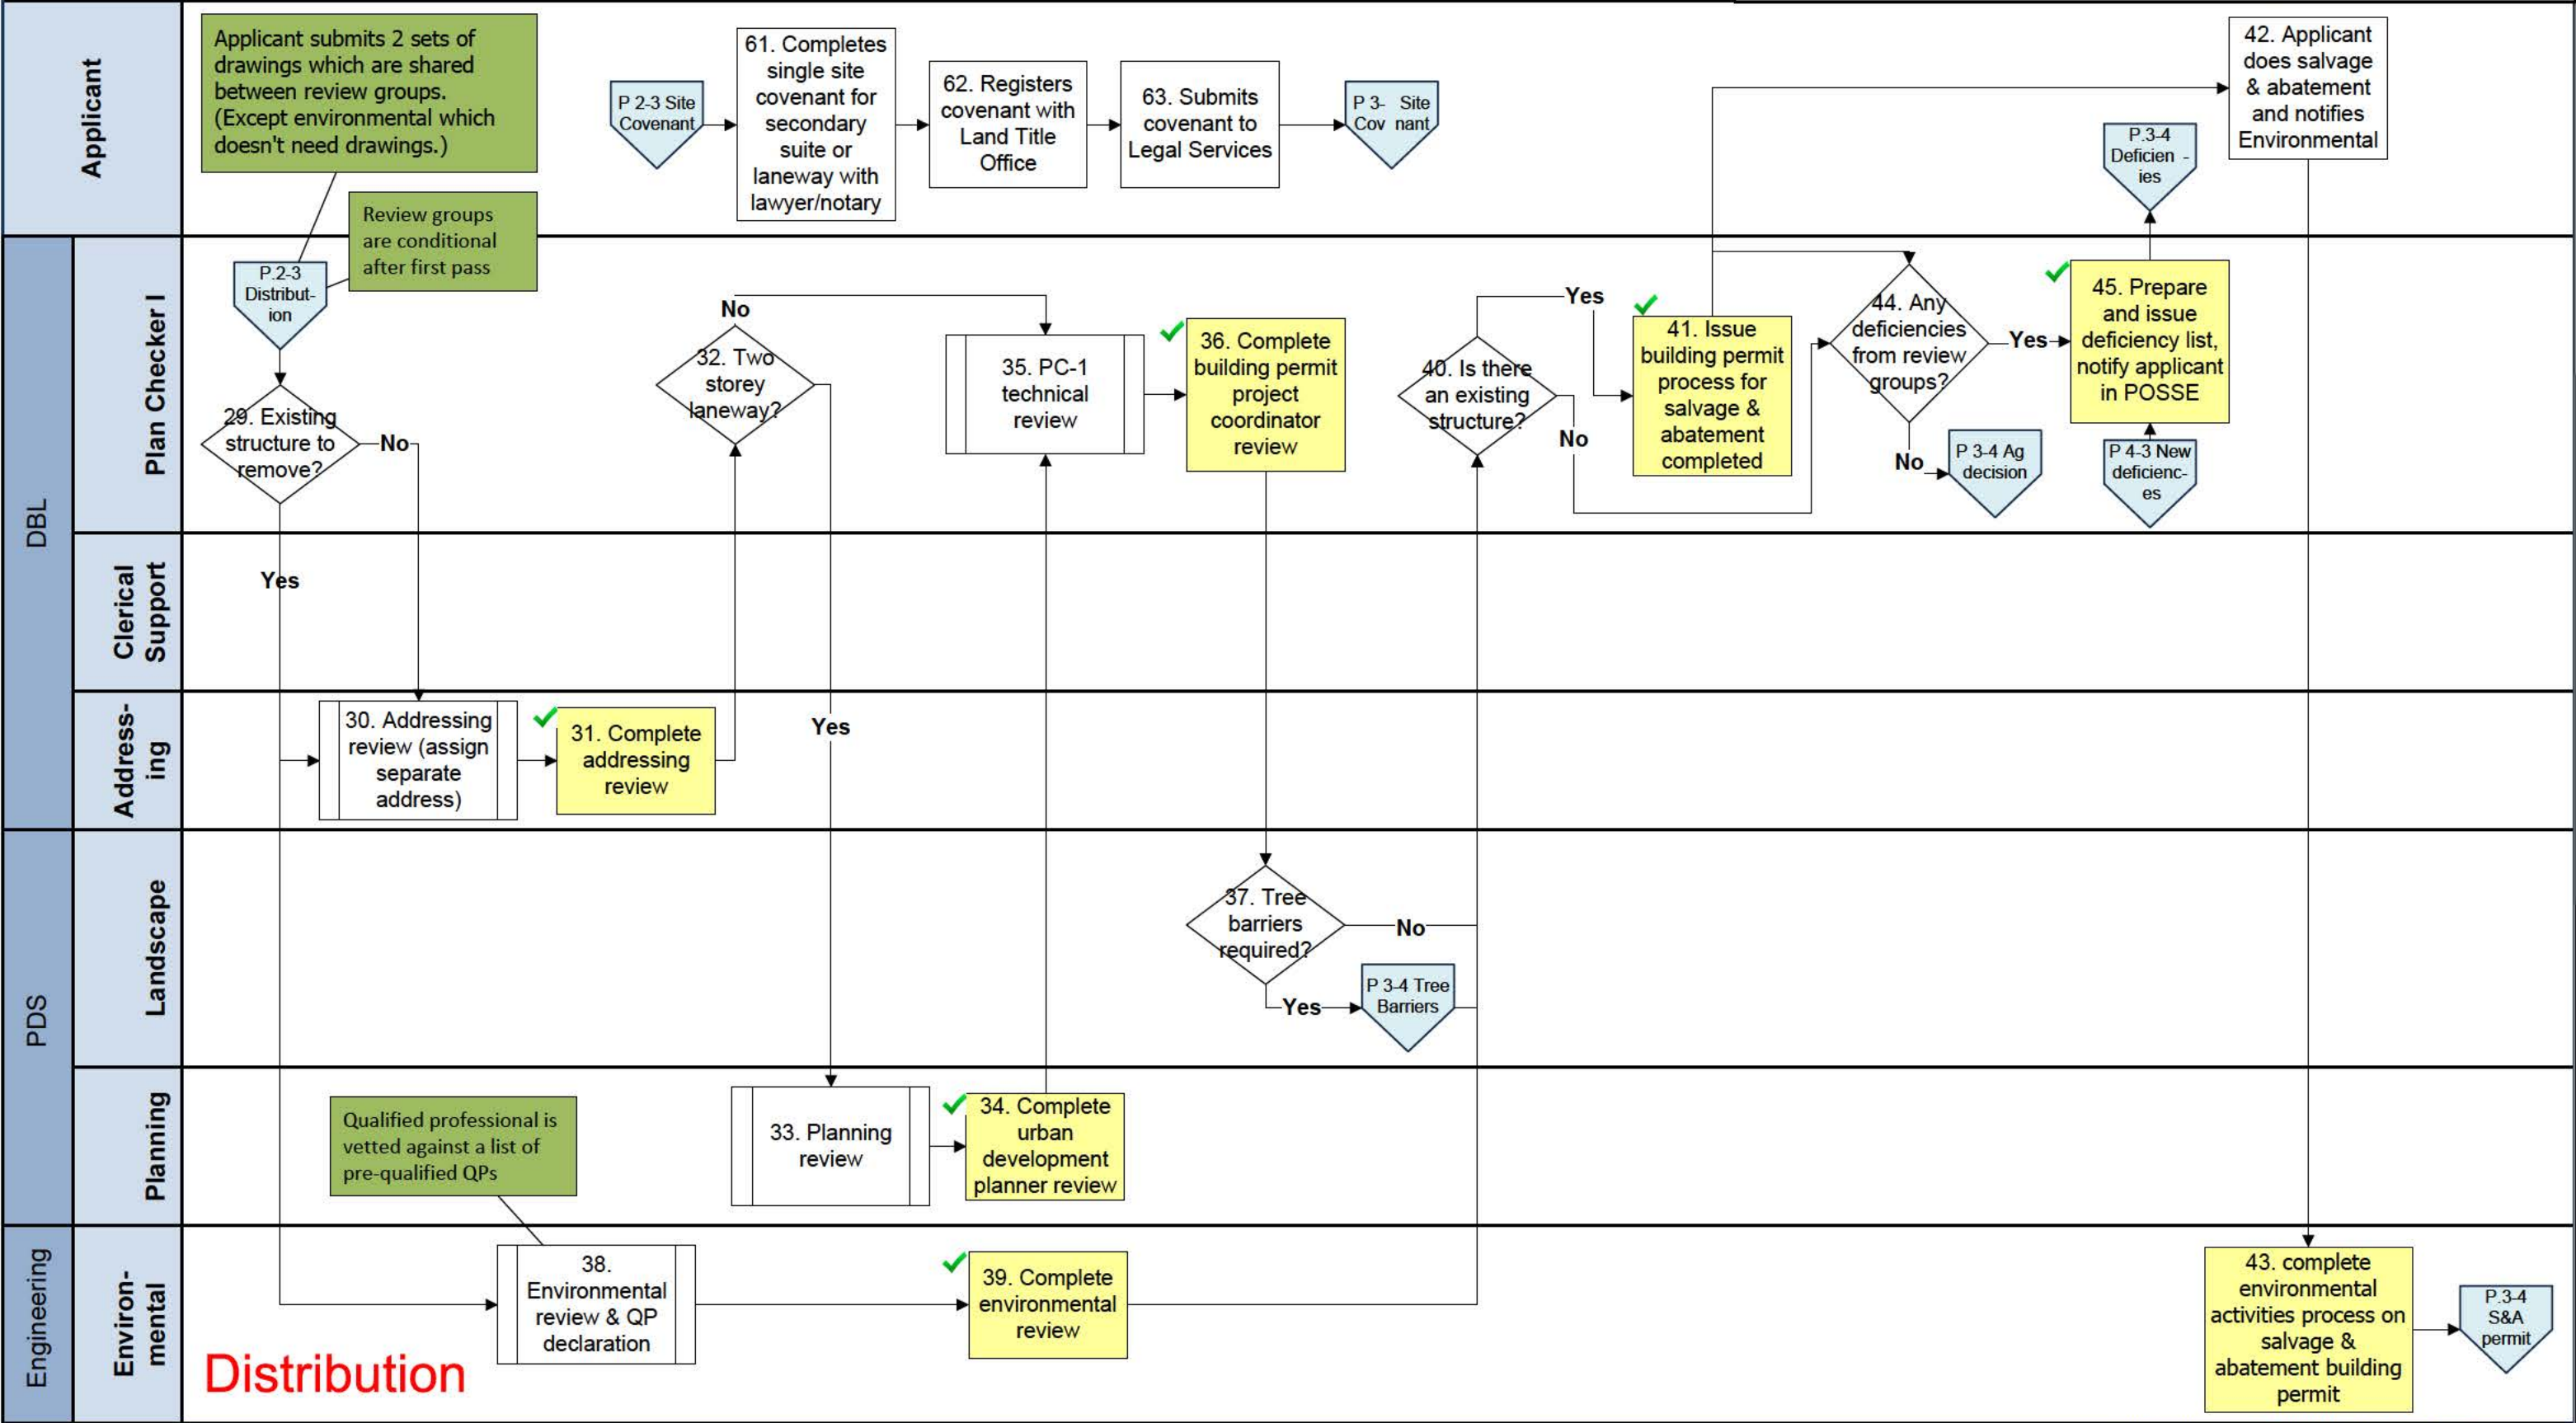 Applicant
Applicant submits 2 sets of
drawings which are shared
between review groups.
(Except environmental which
doesn't need drawings.)
Review groups
are conditional
after first pass
P 2-3 Site
Covenant
61. Completes
single site
covenant for
secondary
suite or
laneway with
lawyer/notary
62. Registers
covenant with
Land Title
Office
63. Submits
covenant to
Legal Services
P 3- Site
Cov nant
P.3-4
Deficien -
ies
42. Applicant
does salvage
& abatement
and notifies
Environmental
DBL
Plan Checker I
P.2-3
Distribut-
ion
29. Existing
structure to
remove?
No
Yes
No
32. Two
storey
laneway?
Yes
35. PC-1
technical
review
36. Complete
building permit
project
coordinator
review
40. Is there
an existing
structure?
Yes
No
41. Issue
building permit
process for
salvage &
abatement
completed
44. Any
deficiencies
from review
groups?
Yes
No
P 3-4 Ag
decision
45. Prepare
and issue
deficiency list,
notify applicant
in POSSE
P 4-3 New
deficienc-
es
Clerical
Support
Address-
ing
30. Addressing
review (assign
separate
address)
31. Complete
addressing
review
PDS
Landscape
37. Tree
barriers
required?
No
Yes
P 3-4 Tree
Barriers
Planning
Qualified professional is
vetted against a list of
pre-qualified QPs
33. Planning
review
34. Complete
urban
development
planner review
Engineering
Environ-
mental
Distribution
38.
Environmental
review & QP
declaration
39. Complete
environmental
review
43. complete
environmental
activities process on
salvage &
abatement building
permit
P.3-4
S&A
permit